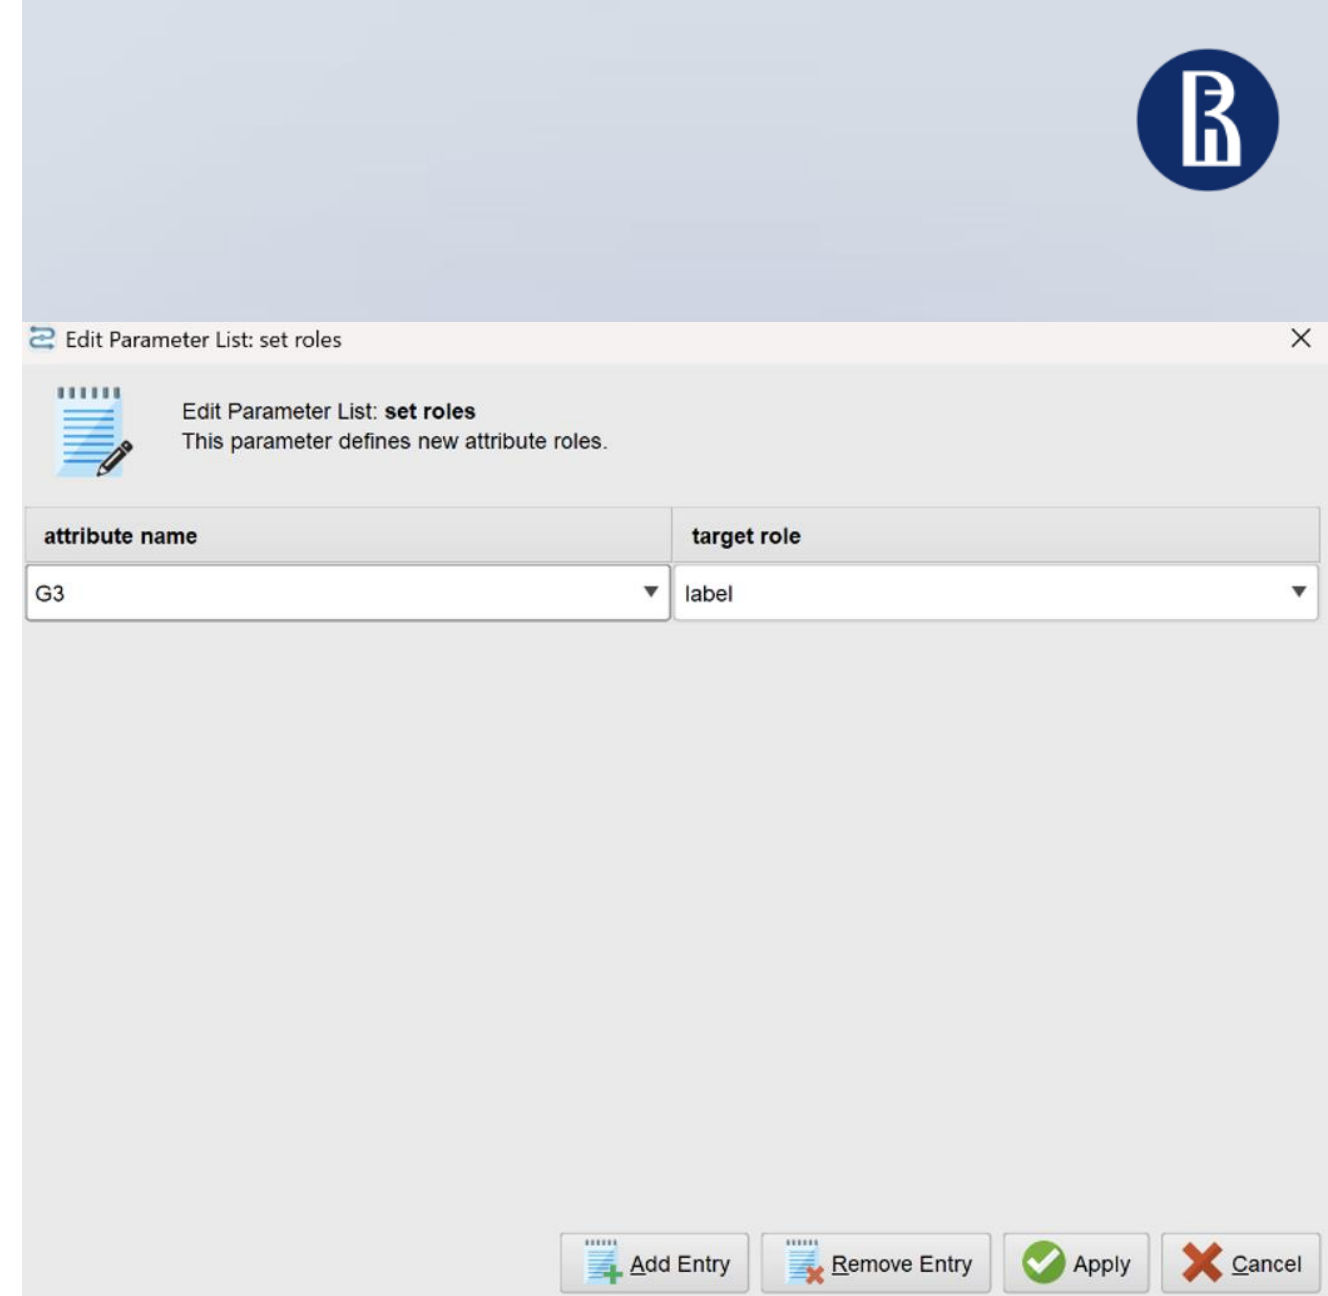 Edit Parameter List: set roles
Edit Parameter List: set roles
This parameter defines new attribute roles.
attribute name target role
G3 label
Add Entry Remove Entry Apply Cancel